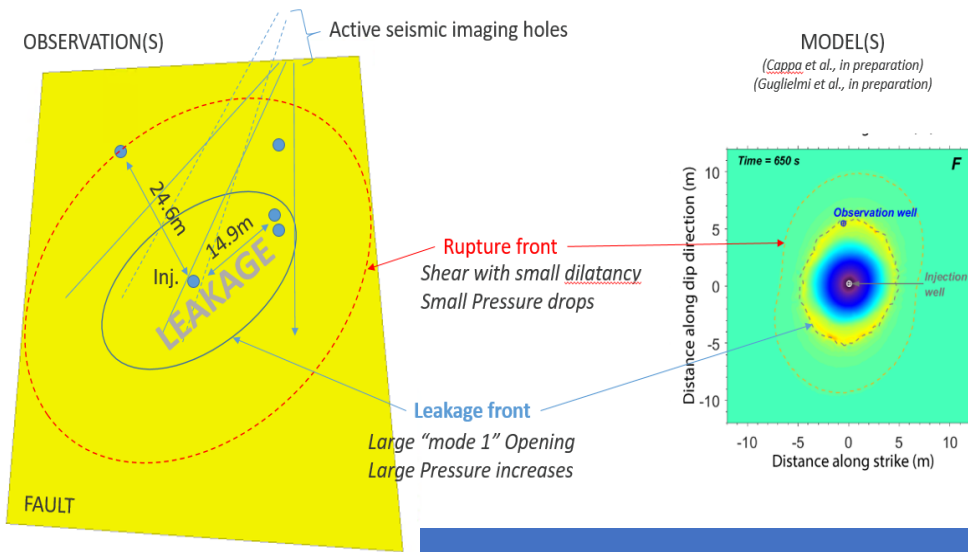 OBSERVATION(S)
Active seismic imaging holes
24.6m
14.9m
Inj.
LEAKAGE
FAULT
Rupture front
Shear with small dilatancy
Small Pressure drops
Leakage front
Large “mode 1” Opening
Large Pressure increases
MODEL(S)
(Cappa et al., in preparation)
(Guglielmi et al., in preparation)
Time = 650 s
F
Observation well
Injection
well
Distance along dip direction (m)
10
5
0
-5
-10
-10
-5
0
5
10
Distance along strike (m)